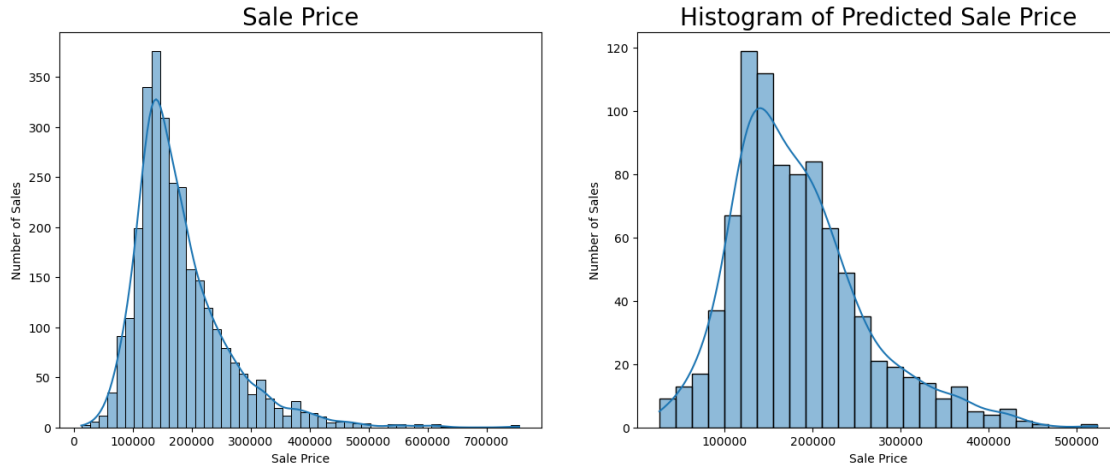 Sale Price
Number of Sales
350
300
250
200
150
100
50
0
0 100000 200000 300000 400000 500000 600000 700000
Sale Price
Histogram of Predicted Sale Price
Number of Sales
120
100
80
60
40
20
0
100000 200000 300000 400000 500000
Sale Price